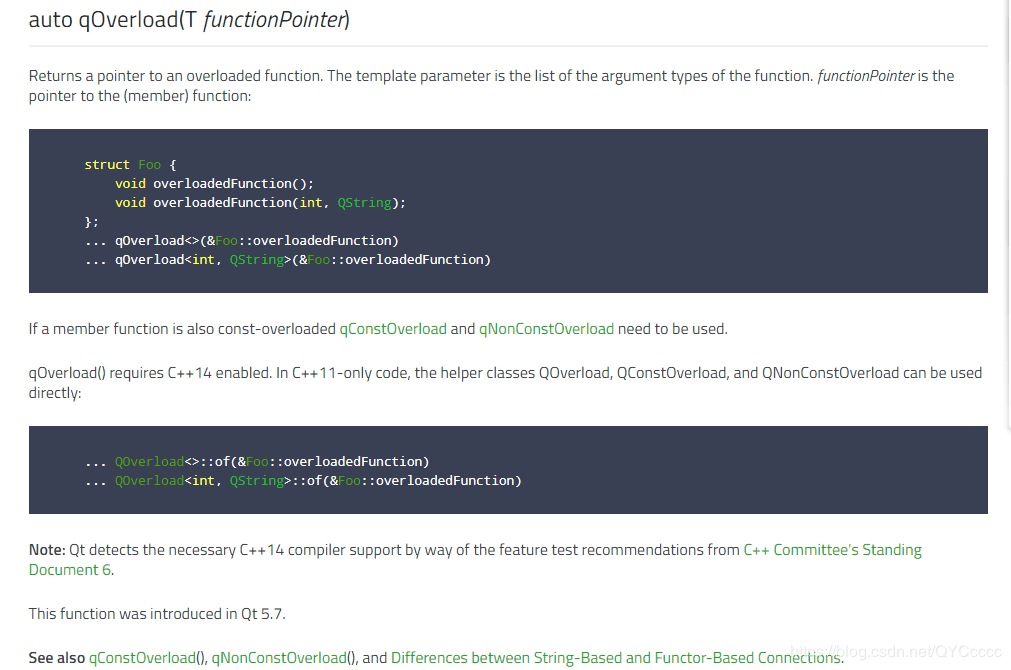 auto qOverload(T functionPointer)
Returns a pointer to an overloaded function. The template parameter is the list of the argument types of the function. functionPointer is the
pointer to the (member) function:
struct Foo {
    void overloadedFunction();
    void overloadedFunction(int, QString);
};
... qOverload<>(&Foo::overloadedFunction)
... qOverload<int, QString>(&Foo::overloadedFunction)
If a member function is also const-overloaded qConstOverload and qNonConstOverload need to be used.
qOverload() requires C++14 enabled. In C++11-only code, the helper classes QOverload, QConstOverload, and QNonConstOverload can be used
directly:
... QOverload<>::of(&Foo::overloadedFunction)
... QOverload<int, QString>::of(&Foo::overloadedFunction)
Note: Qt detects the necessary C++14 compiler support by way of the feature test recommendations from C++ Committee's Standing
Document 6.
This function was introduced in Qt 5.7.
See also qConstOverload(), qNonConstOverload(), and Differences between String-Based and Functor-Based Connections.
https://blog.csdn.net/QYCcccc